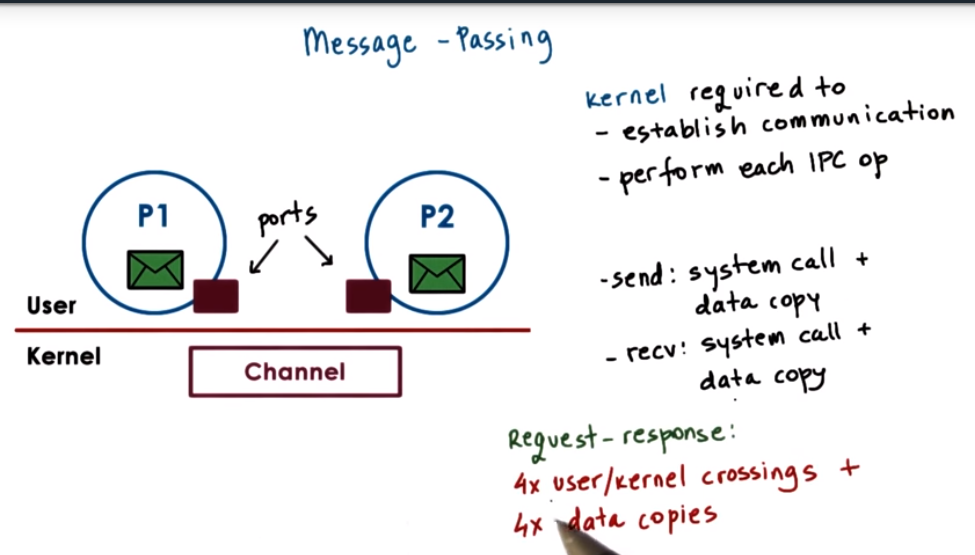 Message - Passing
kernel required to
- establish communication
- perform each IPC op
P1
ports
P2
User
Kernel
Channel
-send: system call +
data copy
- recv: system call +
data copy
Request-response:
4x user/kernel crossings +
4x data copies